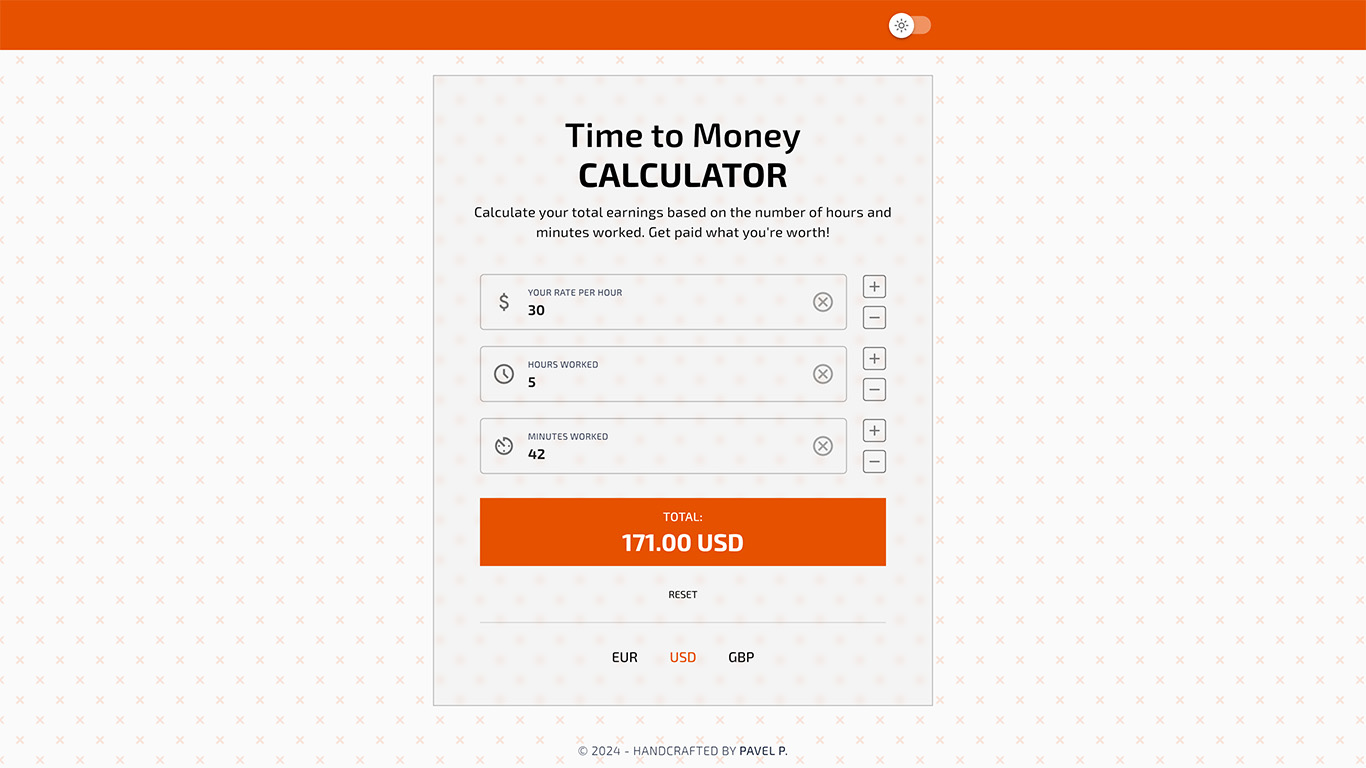 Time to Money
CALCULATOR
Calculate your total earnings based on the number of hours and
minutes worked. Get paid what you're worth!
YOUR RATE PER HOUR
30
HOURS WORKED
5
MINUTES WORKED
42
TOTAL:
171.00 USD
RESET
EUR USD GBP
© 2024 - HANDCRAFTED BY PAVEL P.